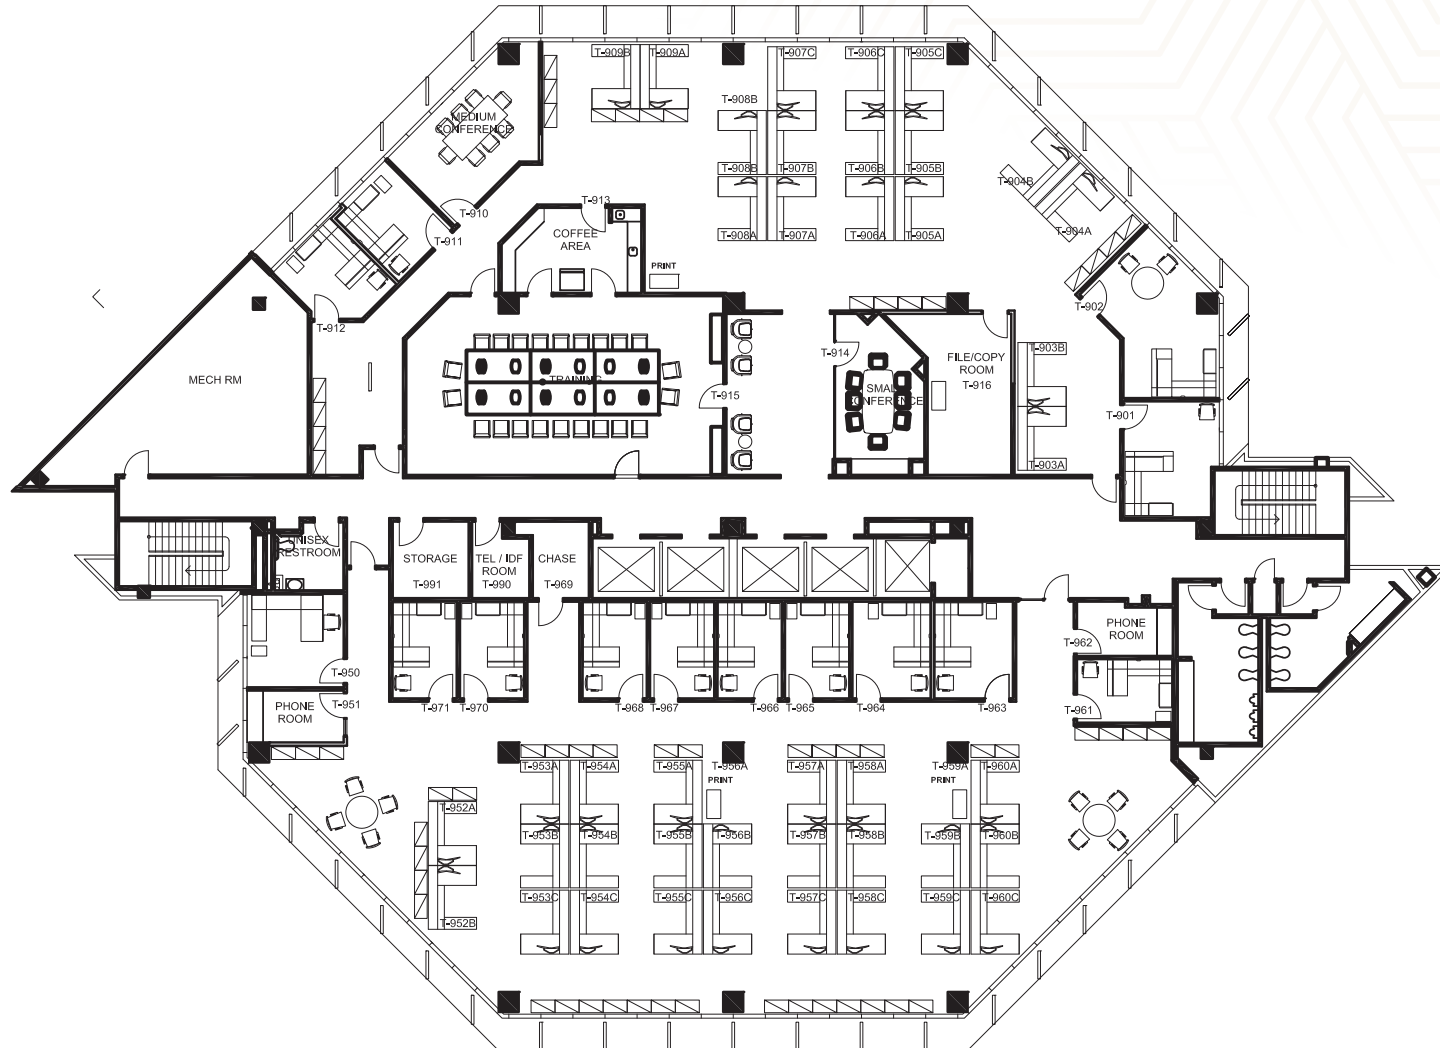 T-909B T-909A
T-907C
T-906C T-905C
T-908B
MEDIUM
CONFERENCE
T-908B T-907B
T-906B T-905B
T-904B
T-913
T-910
T-911
COFFEE
AREA
T-908A T-907A
T-906A T-905A
T-904A
PRINT
T-902
T-912
T-914
T-903B
FILE/COPY
ROOM
T-916
MECH RM
TRAINING
T-915
SMALL
CONFERENCE
T-901
T-903A
UNISEX
RESTROOM
STORAGE
T-991
TEL / IDF
ROOM
T-990
CHASE
T-969
PHONE
ROOM
T-962
T-950
T-951
PHONE
ROOM
T-971 T-970
T-968 T-967
T-966 T-965
T-964
T-963
T-961
T-953A T-954A
T-955A T-956A
T-957A T-958A
T-959A T-960A
PRINT
PRINT
T-952A
T-953B T-954B
T-955B T-956B
T-957B T-958B
T-959B T-960B
T-953C T-954C
T-955C T-956C
T-957C T-958C
T-959C T-960C
T-952B